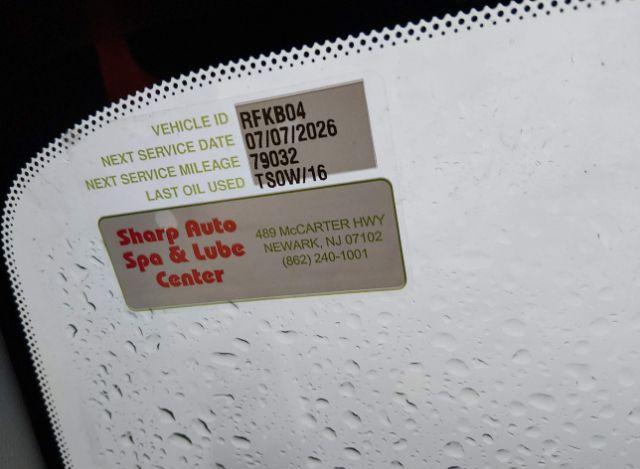 VEHICLE ID RFKB04
NEXT SERVICE DATE 07/07/2026
NEXT SERVICE MILEAGE 79032
LAST OIL USED TS0W/16
Sharp Auto
Spa & Lube
Center
489 McCARTER HWY
NEWARK, NJ 07102
(862) 240-1001